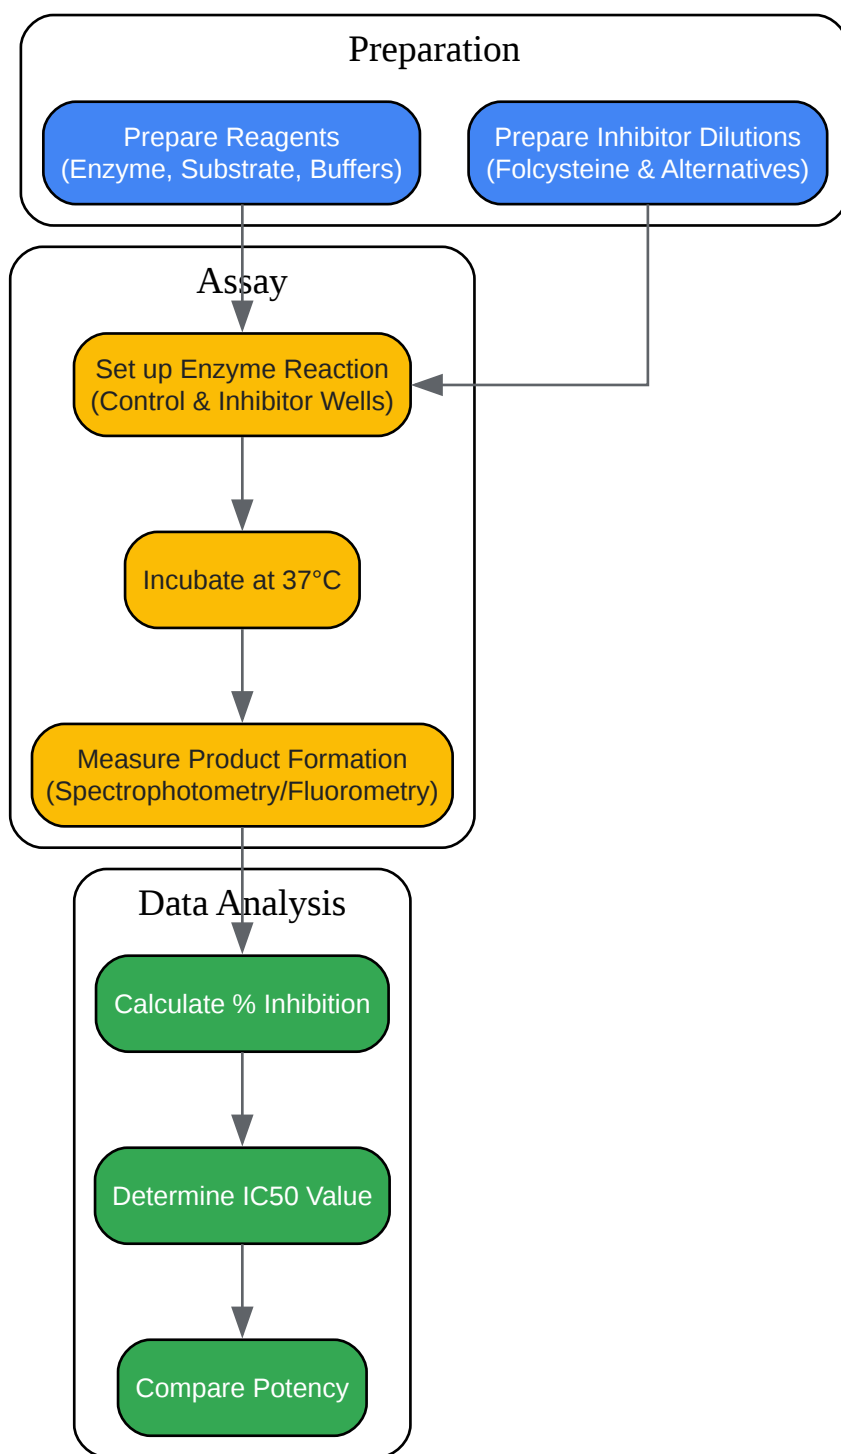 Preparation
Prepare Reagents
(Enzyme, Substrate, Buffers)
Prepare Inhibitor Dilutions
(Folcysteine & Alternatives)
Assay
Set up Enzyme Reaction
(Control & Inhibitor Wells)
Incubate at 37°C
Measure Product Formation
(Spectrophotometry/Fluorometry)
Data Analysis
Calculate % Inhibition
Determine IC50 Value
Compare Potency